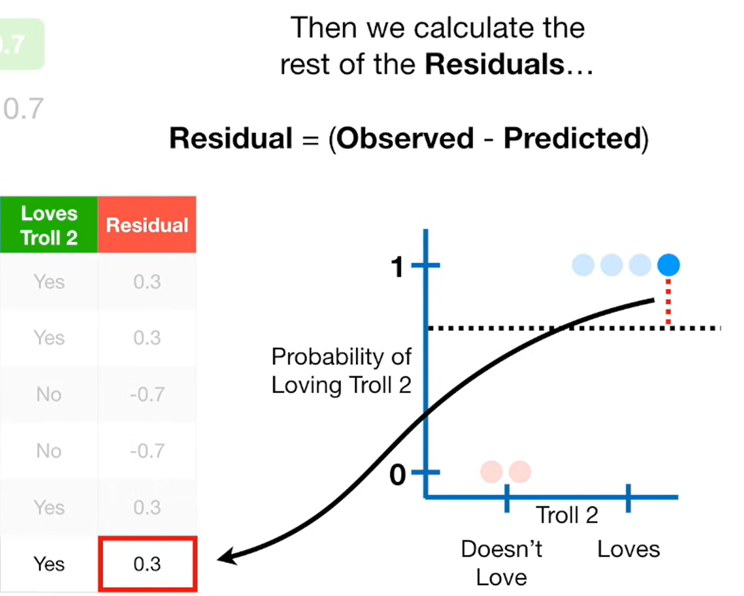 Then we calculate the
rest of the Residuals…
0.7
0.7
Residual = (Observed - Predicted)
Loves
Troll 2
Residual
Yes 0.3
Yes 0.3
No -0.7
No -0.7
Yes 0.3
Yes 0.3
1
Probability of
Loving Troll 2
0
Troll 2
Doesn't
Love
Loves